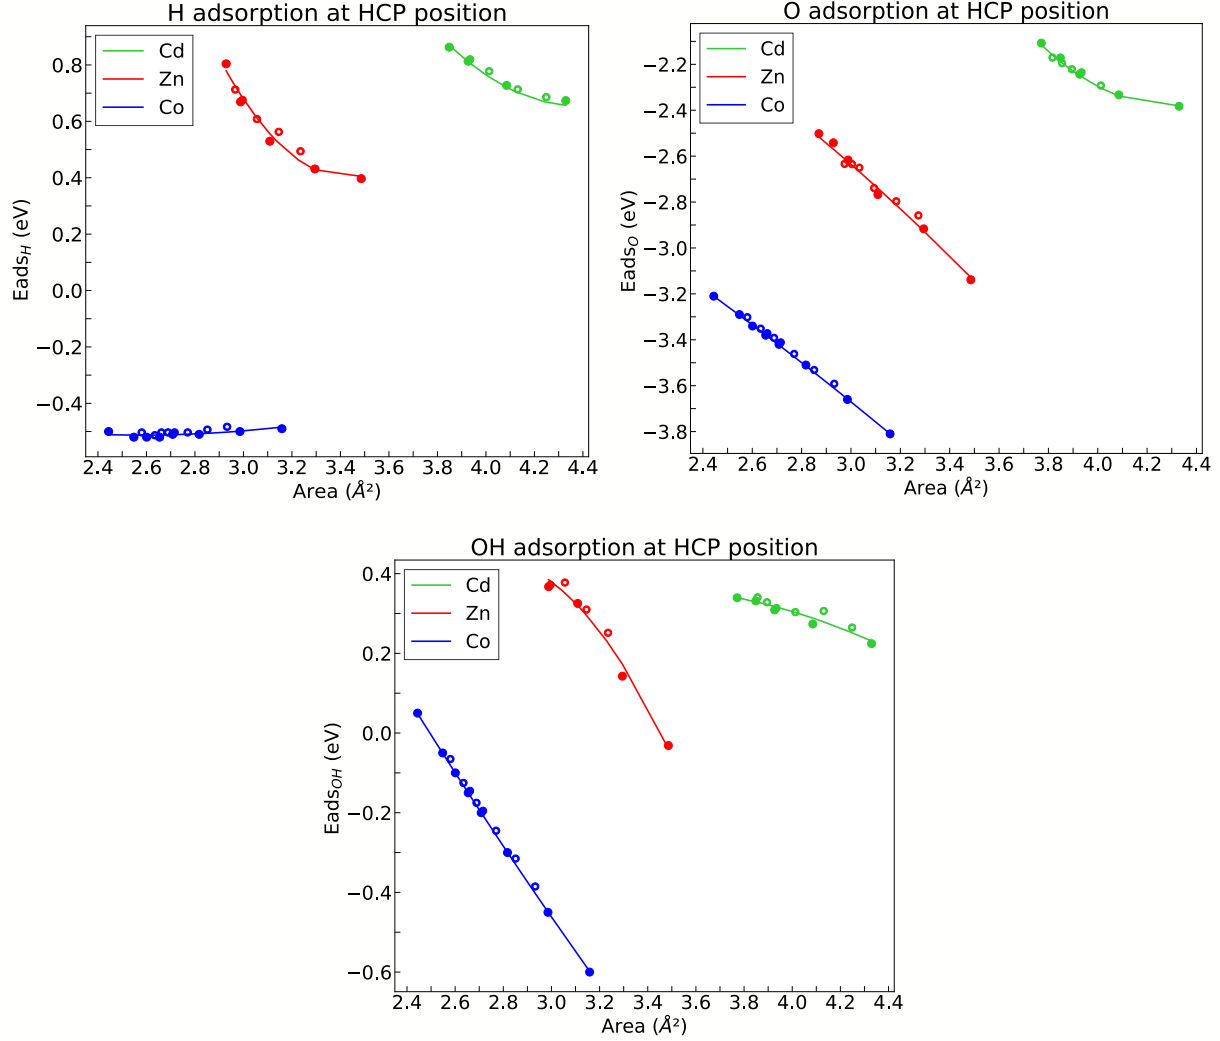 H adsorption at HCP position
Cd
Zn
Co
0.8
0.6
0.4
0.2
0.0
−0.2
−0.4
Eads_H (eV)
2.4 2.6 2.8 3.0 3.2 3.4 3.6 3.8 4.0 4.2 4.4
Area (Å²)
O adsorption at HCP position
Cd
Zn
Co
−2.2
−2.4
−2.6
−2.8
−3.0
−3.2
−3.4
−3.6
−3.8
Eads_O (eV)
2.4 2.6 2.8 3.0 3.2 3.4 3.6 3.8 4.0 4.2 4.4
Area (Å²)
OH adsorption at HCP position
Cd
Zn
Co
0.4
0.2
0.0
−0.2
−0.4
−0.6
Eads_OH (eV)
2.4 2.6 2.8 3.0 3.2 3.4 3.6 3.8 4.0 4.2 4.4
Area (Å²)